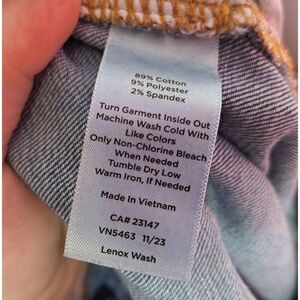 89% Cotton
9% Polyester
2% Spandex
Turn Garment Inside Out
Machine Wash Cold With
Like Colors
Only Non-Chlorine Bleach
When Needed
Tumble Dry Low
Warm Iron, If Needed
Made in Vietnam
CA# 23147
VN5463 11/23
Lenox Wash